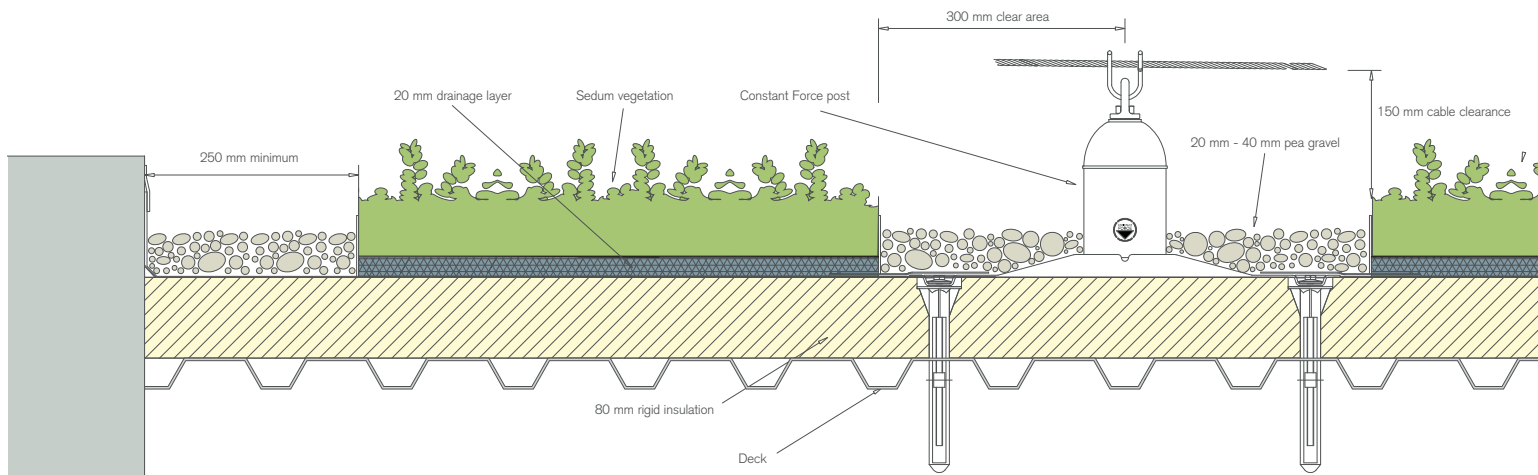 300 mm clear area
20 mm drainage layer
Sedum vegetation
Constant Force post
150 mm cable clearance
20 mm - 40 mm pea gravel
250 mm minimum
80 mm rigid insulation
Deck